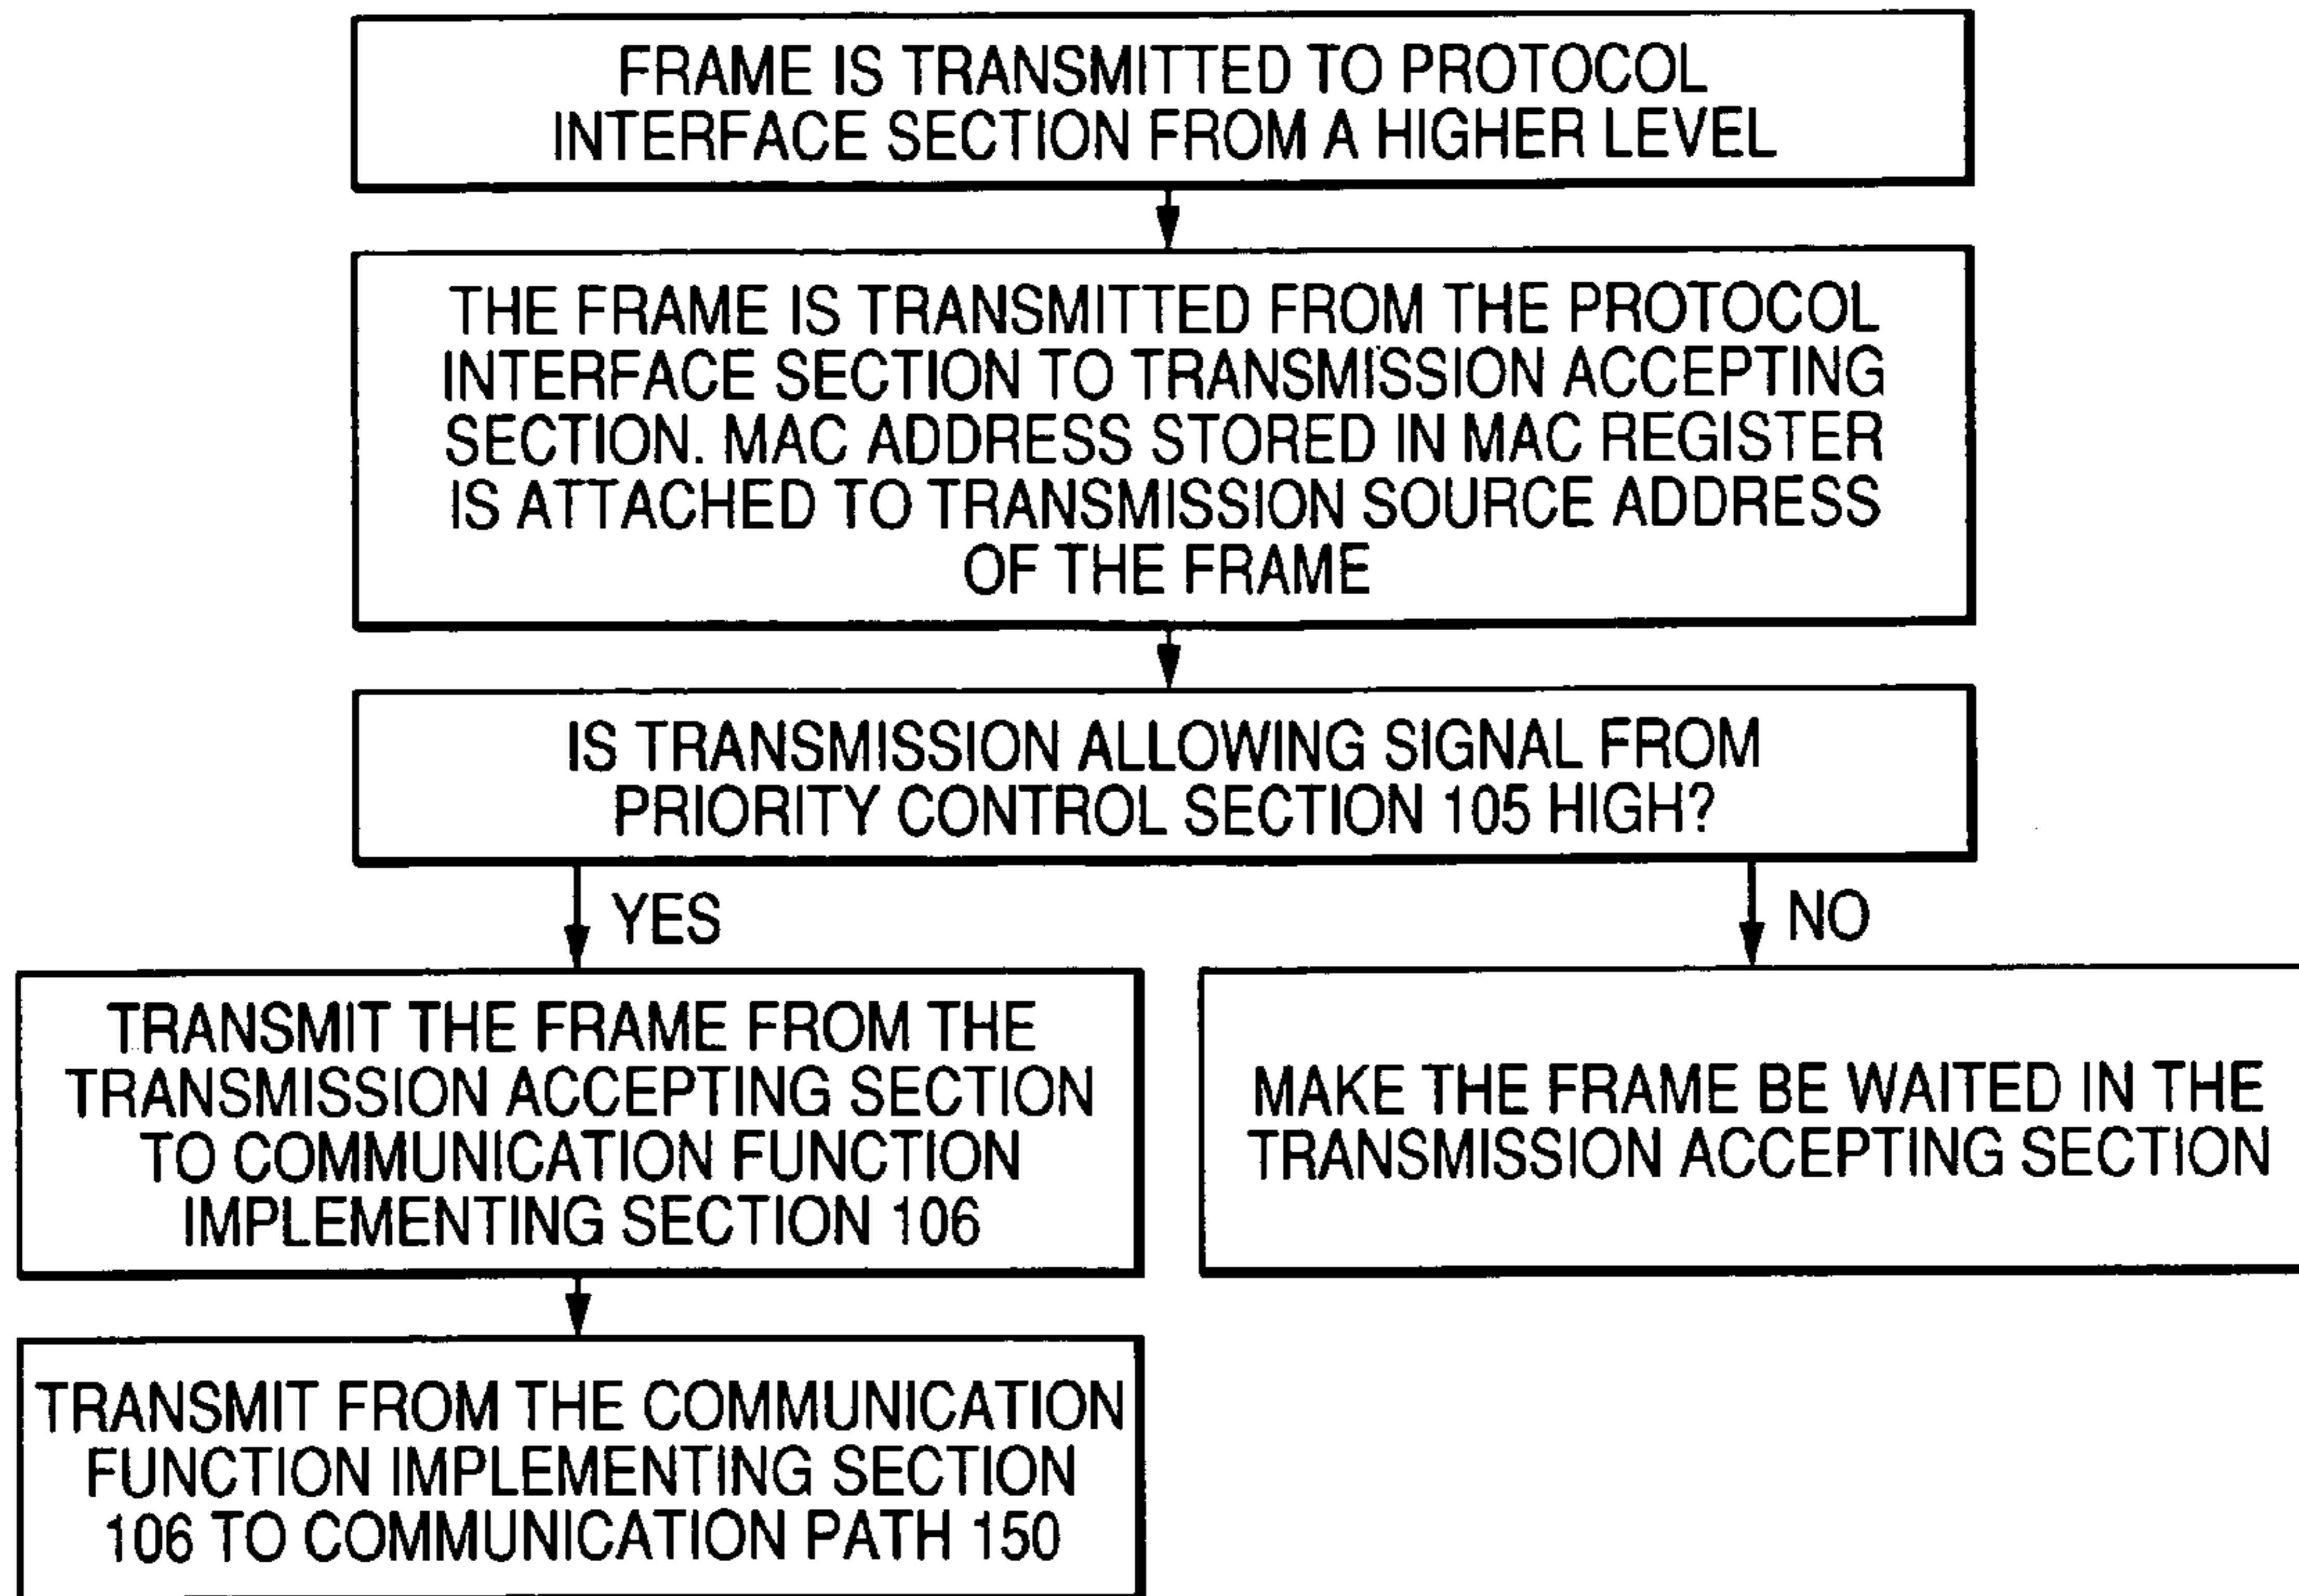 FRAME IS TRANSMITTED TO PROTOCOL
INTERFACE SECTION FROM A HIGHER LEVEL
THE FRAME IS TRANSMITTED FROM THE PROTOCOL
INTERFACE SECTION TO TRANSMISSION ACCEPTING
SECTION. MAC ADDRESS STORED IN MAC REGISTER
IS ATTACHED TO TRANSMISSION SOURCE ADDRESS
OF THE FRAME
IS TRANSMISSION ALLOWING SIGNAL FROM
PRIORITY CONTROL SECTION 105 HIGH?
YES
NO
TRANSMIT THE FRAME FROM THE
TRANSMISSION ACCEPTING SECTION
TO COMMUNICATION FUNCTION
IMPLEMENTING SECTION 106
MAKE THE FRAME BE WAITED IN THE
TRANSMISSION ACCEPTING SECTION
TRANSMIT FROM THE COMMUNICATION
FUNCTION IMPLEMENTING SECTION
106 TO COMMUNICATION PATH 150